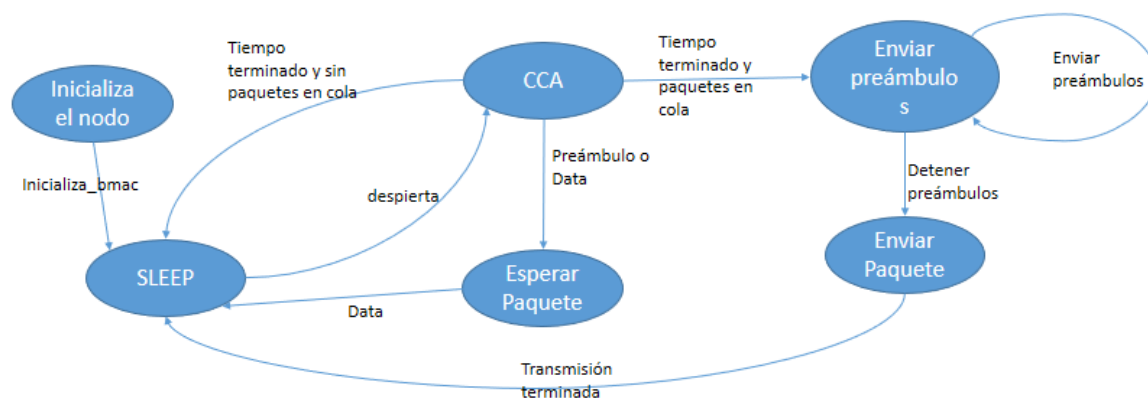 Inicializa
el nodo
Inicializa_bmac
SLEEP
Tiempo
terminado y sin
paquetes en cola
despierta
CCA
Preámbulo o
Data
Esperar
Paquete
Data
Tiempo
terminado y
paquetes en
cola
Enviar
preámbulo
s
Enviar
preámbulos
Detener
preámbulos
Enviar
Paquete
Transmisión
terminada